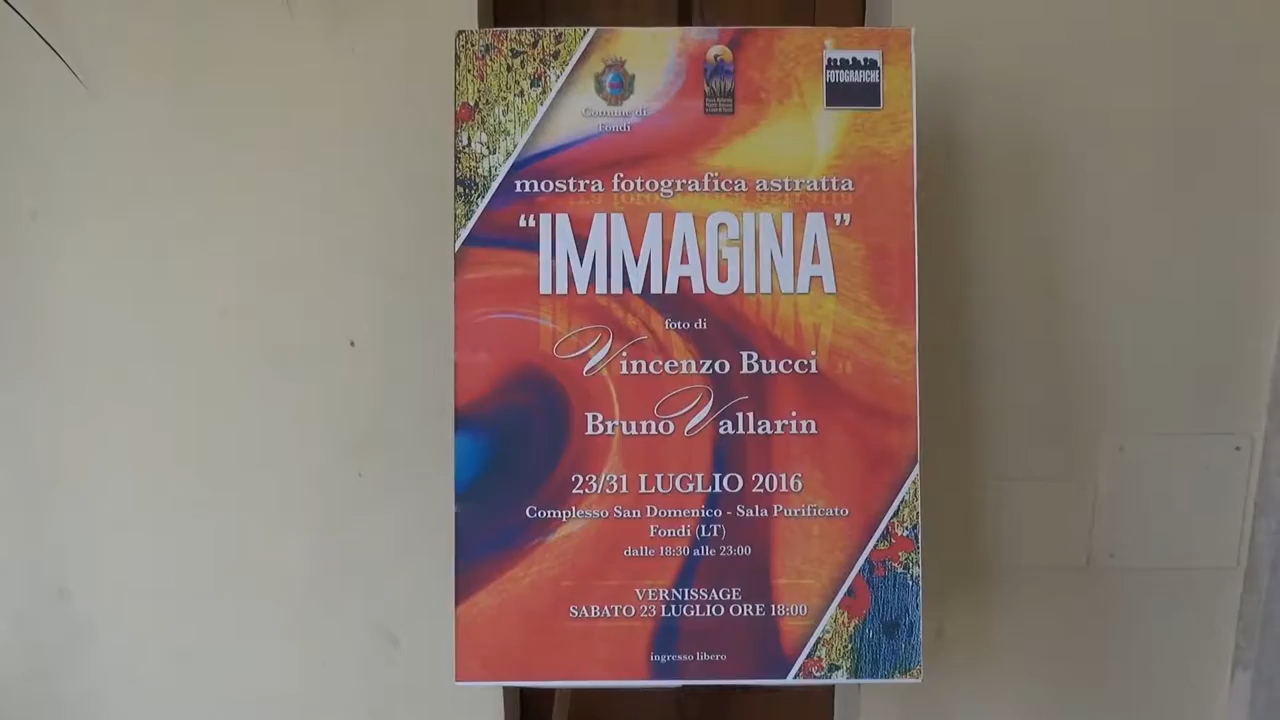 Comune di
Fondi
FOTOGRAFICHE
mostra fotografica astratta
“IMMAGINA”
foto di
Vincenzo Bucci
Bruno Vallarin
23/31 LUGLIO 2016
Complesso San Domenico - Sala Purificato
Fondi (LT)
dalle 18:30 alle 23:00
VERNISSAGE
SABATO 23 LUGLIO ORE 18:00
ingresso libero